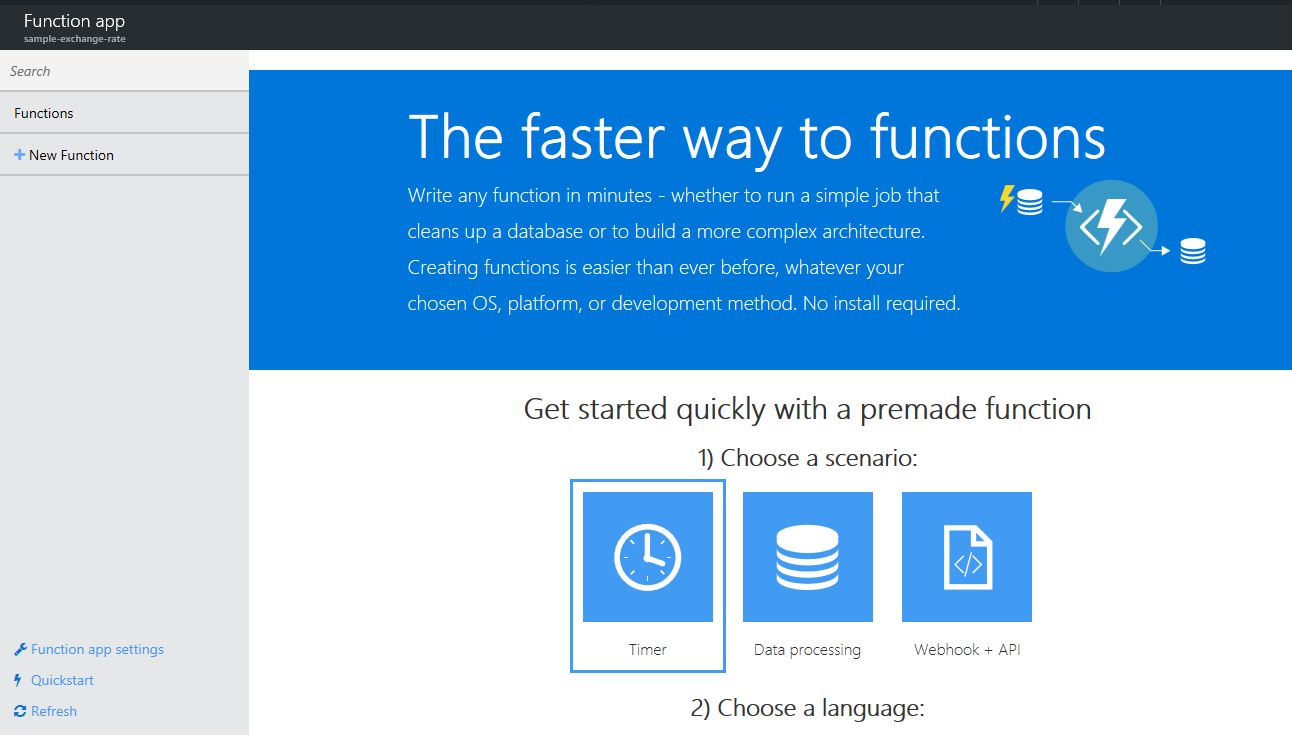 Function app
sample-exchange-rate
Search
Functions
New Function
Function app settings
Quickstart
Refresh
The faster way to functions
Write any function in minutes - whether to run a simple job that
cleans up a database or to build a more complex architecture.
Creating functions is easier than ever before, whatever your
chosen OS, platform, or development method. No install required.
Get started quickly with a premade function
1) Choose a scenario:
Timer
Data processing
Webhook + API
2) Choose a language: